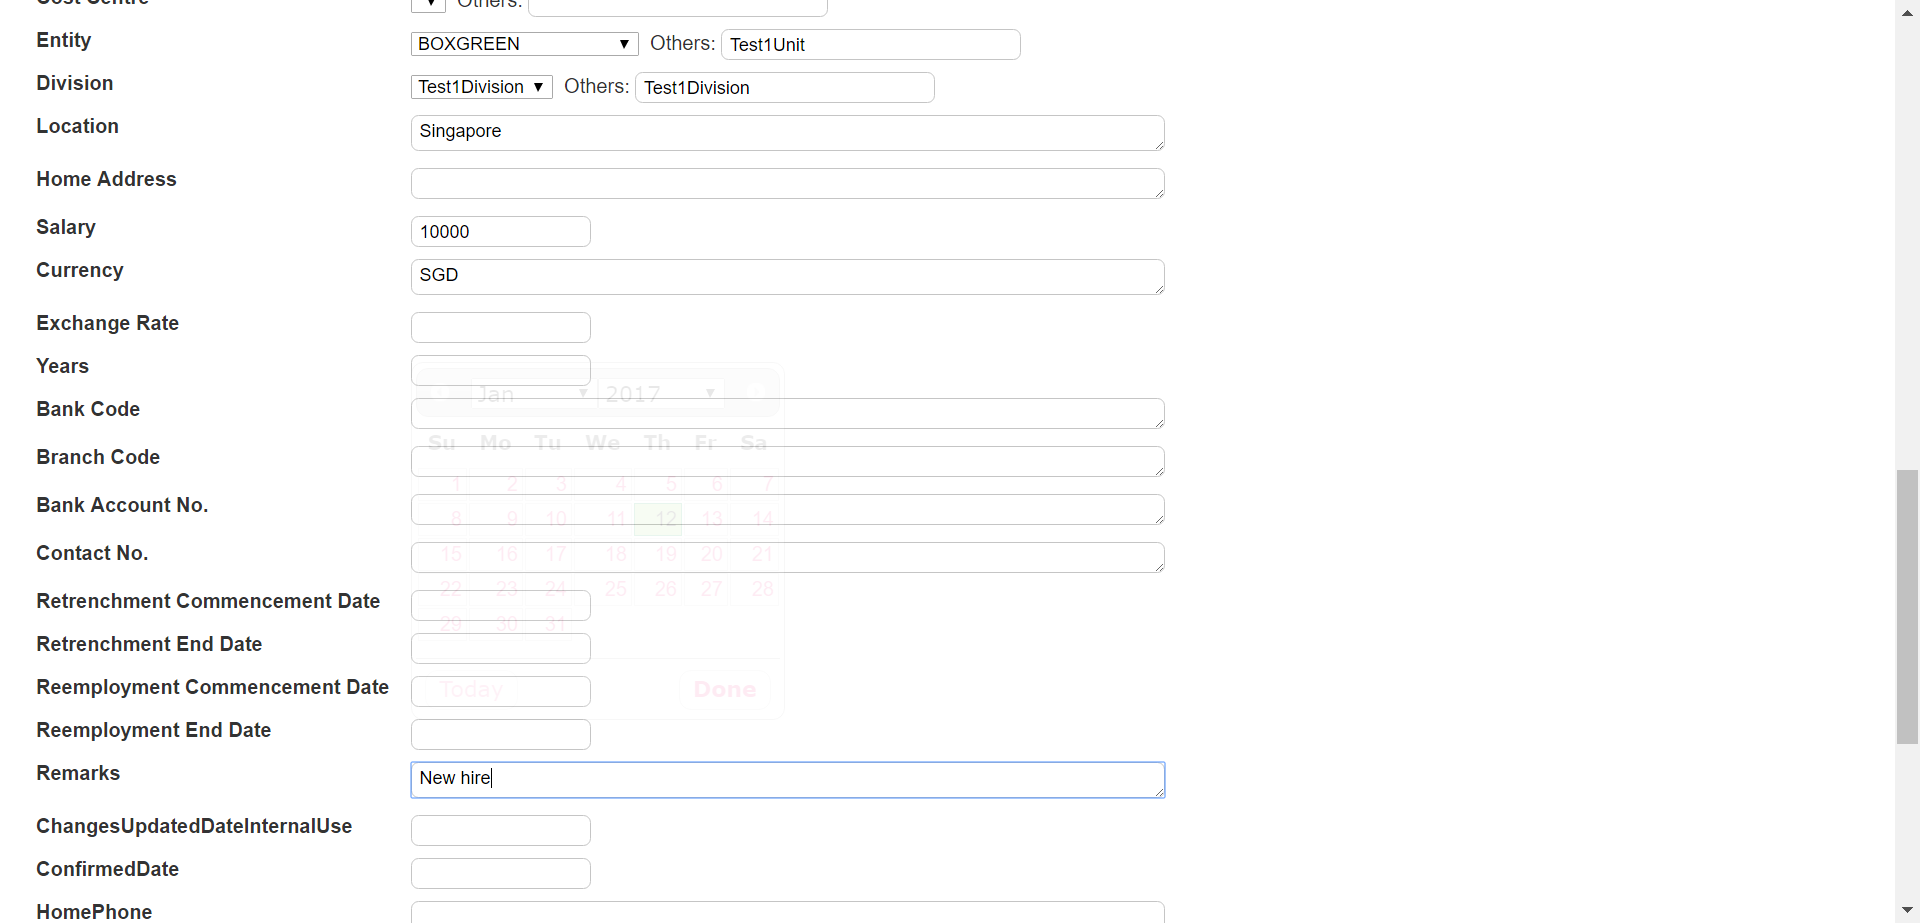 Cost Centre Others:
Entity BOXGREEN Others: Test1Unit
Division Test1Division Others: Test1Division
Location Singapore
Home Address
Salary 10000
Currency SGD
Exchange Rate
Years
Jan 2017
Bank Code
Su Mo Tu We Th Fr Sa
Branch Code
1 2 3 4 5 6 7
Bank Account No.
8 9 10 11 12 13 14
Contact No.
15 16 17 18 19 20 21
22 23 24 25 26 27 28
Retrenchment Commencement Date
29 30 31
Retrenchment End Date
Reemployment Commencement Date
Today Done
Reemployment End Date
Remarks New hire
ChangesUpdatedDateInternalUse
ConfirmedDate
HomePhone